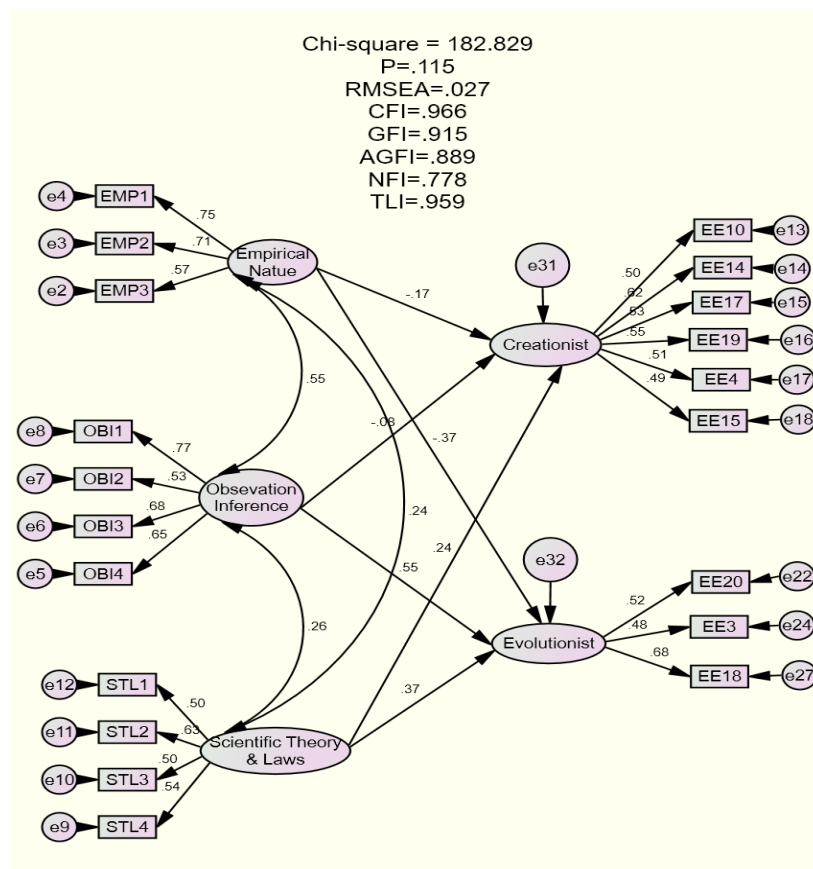 Chi-square = 182.829
P=.115
RMSEA=.027
CFI=.966
GFI=.915
AGFI=.889
NFI=.778
TLI=.959
e4 EMP1 .75
e3 EMP2 .71
e2 EMP3 .57
Empirical
Natue
e31
-.17
Creationist
EE10 e13 .50
EE14 e14 .62
EE17 e15 .53
EE19 e16 .55
EE4 e17 .51
EE15 e18 .49
.55
-.08
-.37
e8 OBI1 .77
e7 OBI2 .53
e6 OBI3 .68
e5 OBI4 .65
Obsevation
Inference
.24
.24
.55
e32
.26
Evolutionist
EE20 e22 .52
EE3 e24 .48
EE18 e27 .68
.37
e12 STL1 .50
e11 STL2 .63
e10 STL3 .50
e9 STL4 .54
Scientific Theory
& Laws